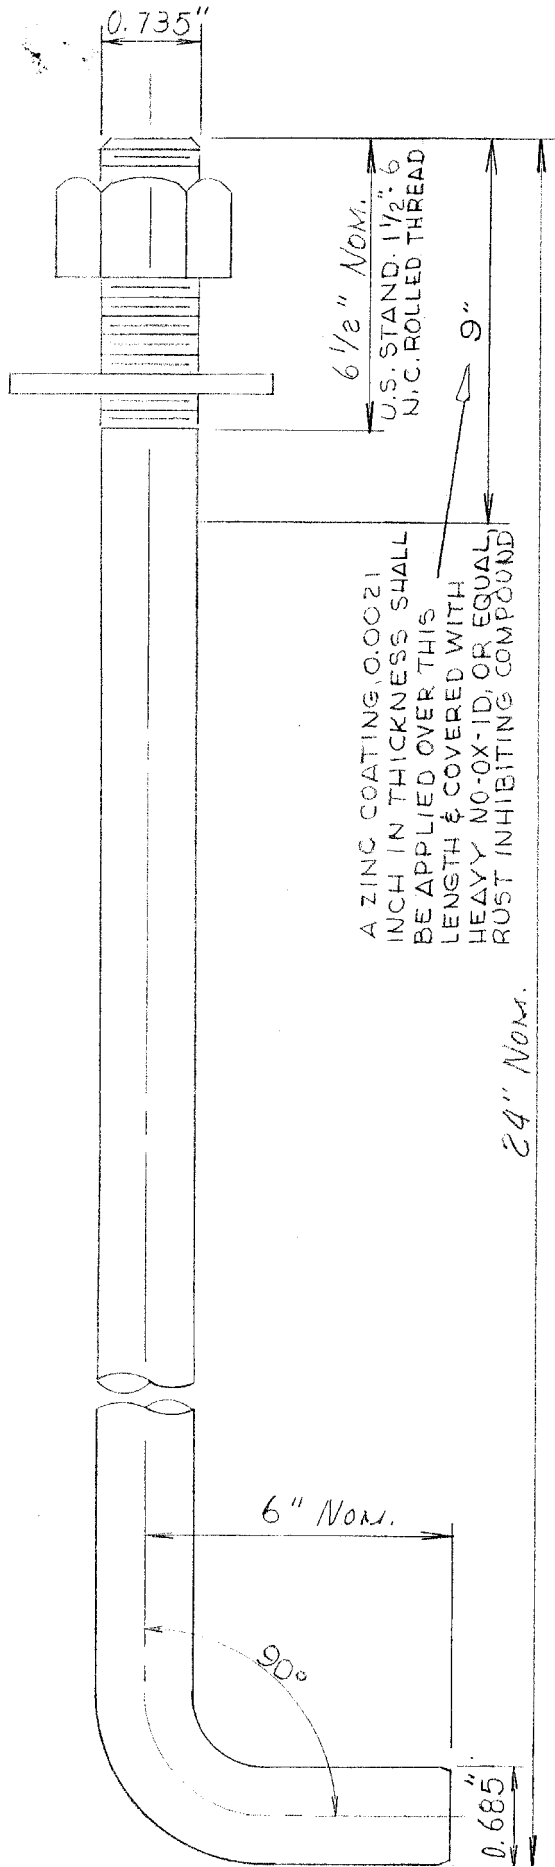 0.735"
6 1/2" NOM.
U.S. STAND. 1 1/2"-6
N.C. ROLLED THREAD
9"
A ZINC COATING, 0.0021
INCH IN THICKNESS SHALL
BE APPLIED OVER THIS
LENGTH & COVERED WITH
HEAVY NO-OX-ID, OR EQUAL,
RUST INHIBITING COMPOUND
24" NOM.
6" NOM.
90°
0.685"